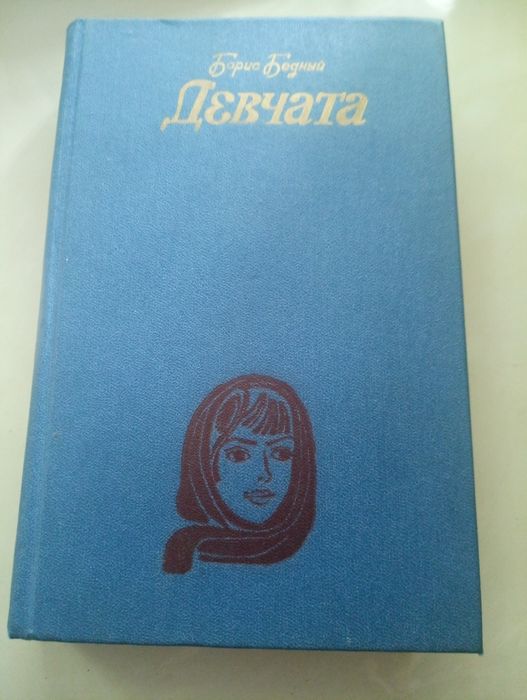 Борис Бедный
Девчата